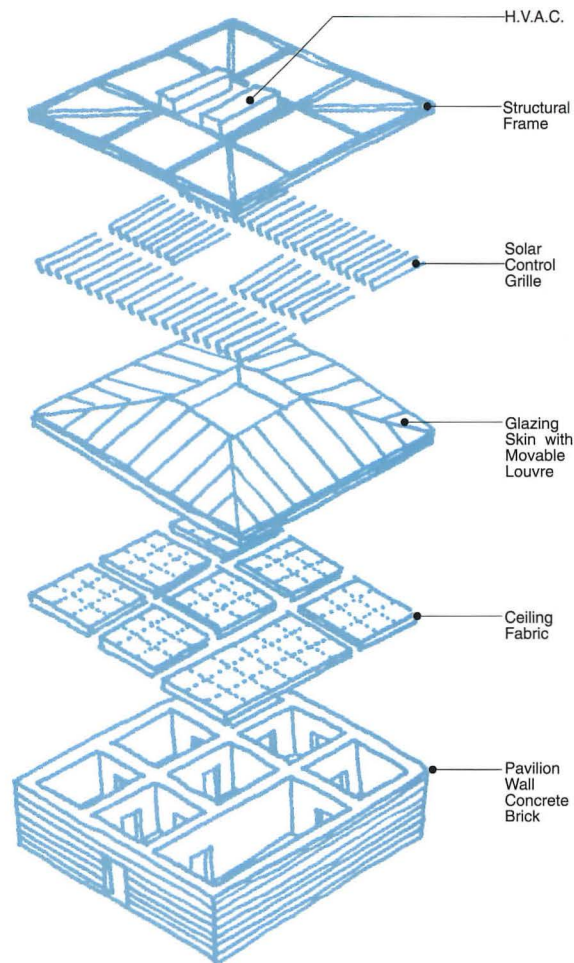 H.V.A.C.
Structural
Frame
Solar
Control
Grille
Glazing
Skin with
Movable
Louvre
Ceiling
Fabric
Pavilion
Wall
Concrete
Brick